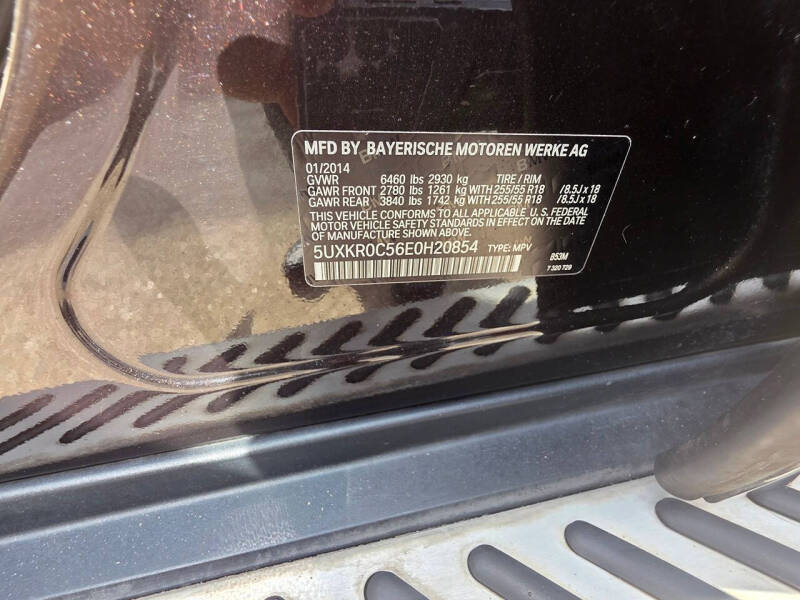 MFD BY BAYERISCHE MOTOREN WERKE AG
01/2014
GVWR 6460 lbs 2930 kg TIRE / RIM
GAWR FRONT 2780 lbs 1261 kg WITH 255/55 R18 / 8.5J x 18
GAWR REAR 3840 lbs 1742 kg WITH 255/55 R18 / 8.5J x 18
THIS VEHICLE CONFORMS TO ALL APPLICABLE U. S. FEDERAL
MOTOR VEHICLE SAFETY STANDARDS IN EFFECT ON THE DATE
OF MANUFACTURE SHOWN ABOVE.
5UXKR0C56E0H20854 TYPE: MPV B53M
7 320 729